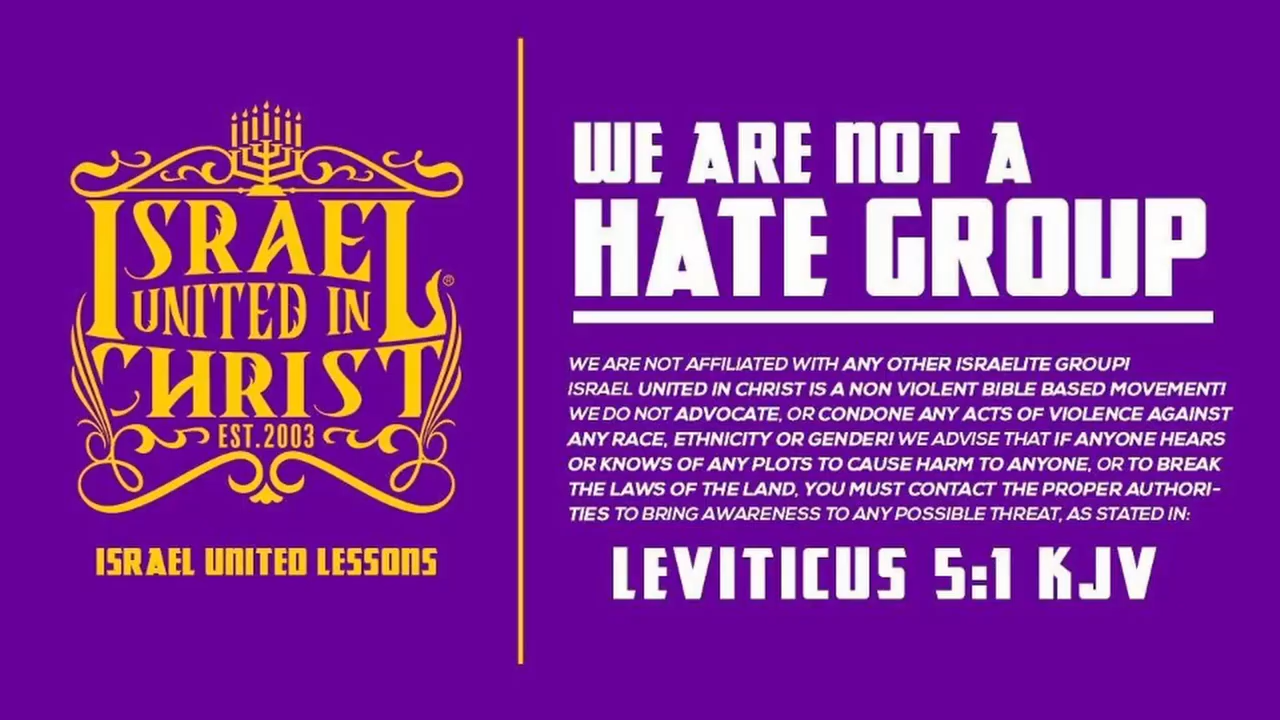 ISRAEL
UNITED IN
CHRIST®
EST. 2003
ISRAEL UNITED LESSONS
WE ARE NOT A
HATE GROUP
WE ARE NOT AFFILIATED WITH ANY OTHER ISRAELITE GROUP!
ISRAEL UNITED IN CHRIST IS A NON VIOLENT BIBLE BASED MOVEMENT!
WE DO NOT ADVOCATE, OR CONDONE ANY ACTS OF VIOLENCE AGAINST
ANY RACE, ETHNICITY OR GENDER! WE ADVISE THAT IF ANYONE HEARS
OR KNOWS OF ANY PLOTS TO CAUSE HARM TO ANYONE, OR TO BREAK
THE LAWS OF THE LAND, YOU MUST CONTACT THE PROPER AUTHORI-
TIES TO BRING AWARENESS TO ANY POSSIBLE THREAT, AS STATED IN:
LEVITICUS 5:1 KJV